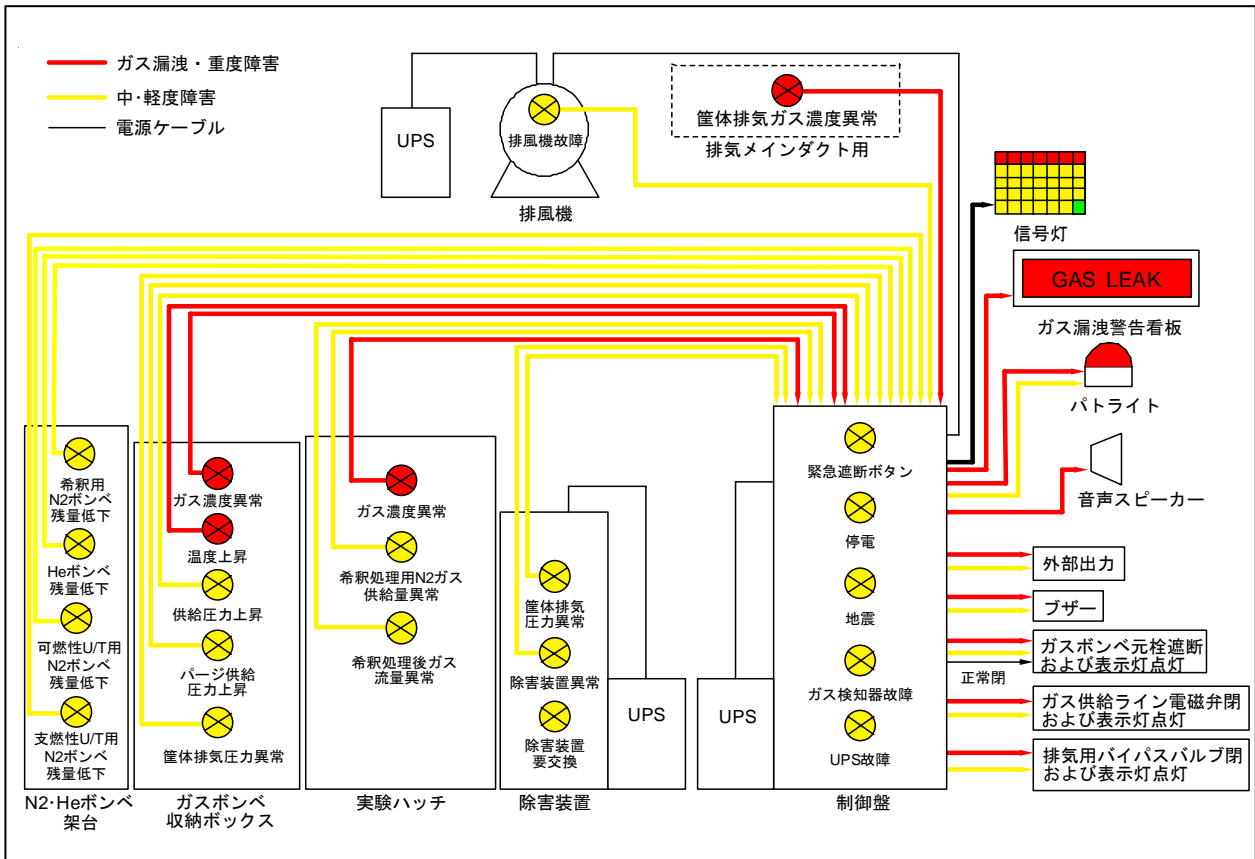 ガス漏洩・重度障害
中・軽度障害
電源ケーブル
UPS
排風機故障
排風機
筐体排気ガス濃度異常
排気メインダクト用
信号灯
GAS LEAK
ガス漏洩警告看板
パトライト
音声スピーカー
外部出力
ブザー
ガスボンベ元栓遮断
および表示灯点灯
正常閉
ガス供給ライン電磁弁閉
および表示灯点灯
排気用バイパスバルブ閉
および表示灯点灯
希釈用
N2ボンベ
残量低下
Heボンベ
残量低下
可燃性U/T用
N2ボンベ
残量低下
支燃性U/T用
N2ボンベ
残量低下
N2・Heボンベ
架台
ガス濃度異常
温度上昇
供給圧力上昇
パージ供給
圧力上昇
筐体排気圧力異常
ガスボンベ
収納ボックス
ガス濃度異常
希釈処理用N2ガス
供給量異常
希釈処理後ガス
流量異常
実験ハッチ
筐体排気
圧力異常
除害装置異常
除害装置
要交換
除害装置
UPS
UPS
緊急遮断ボタン
停電
地震
ガス検知器故障
UPS故障
制御盤